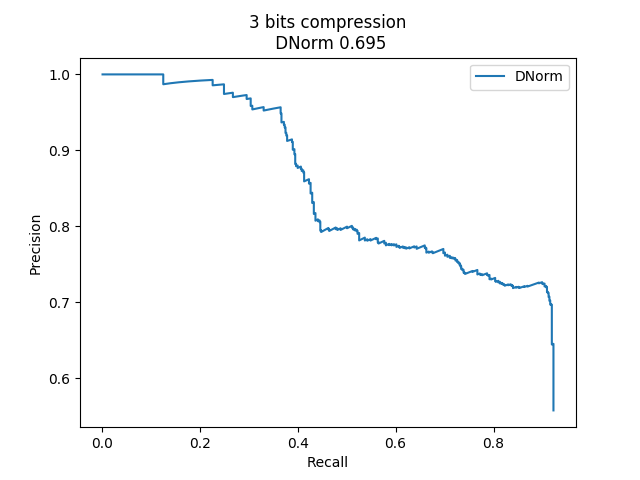 3 bits compression
DNorm 0.695
DNorm
1.0
0.9
0.8
0.7
0.6
Precision
0.0 0.2 0.4 0.6 0.8
Recall